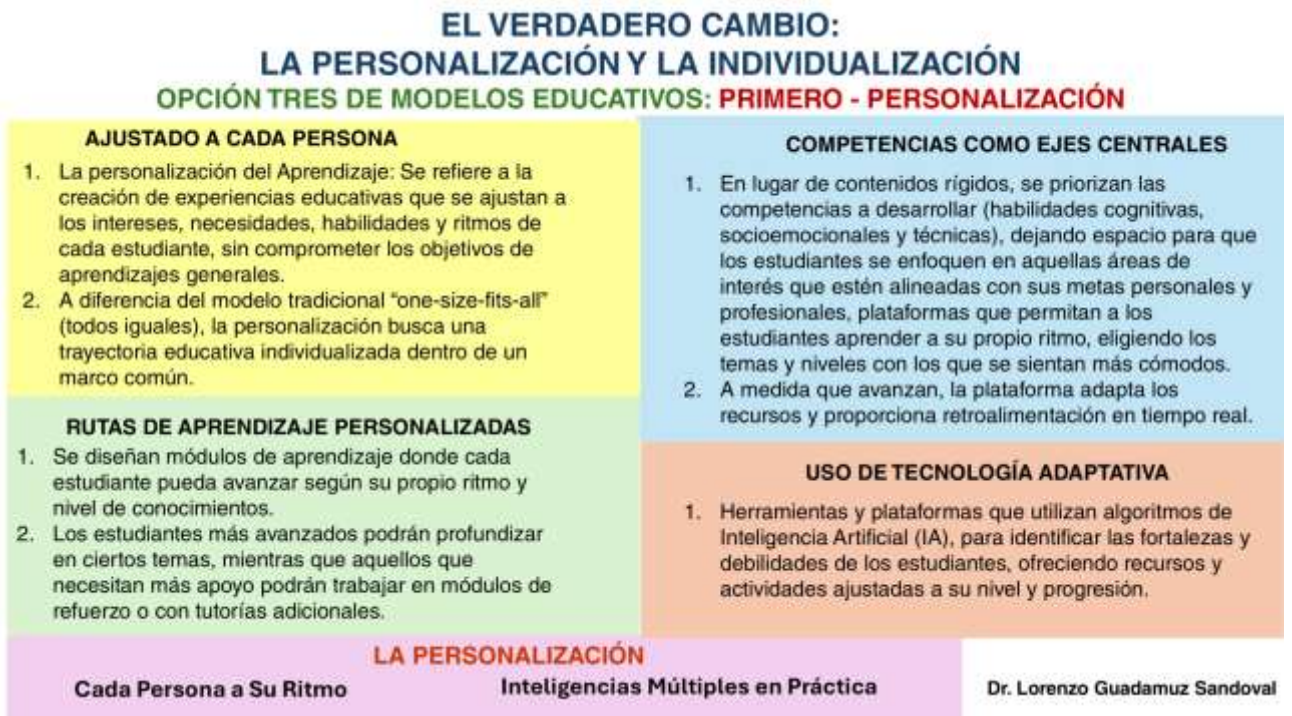 EL VERDADERO CAMBIO:
LA PERSONALIZACIÓN Y LA INDIVIDUALIZACIÓN
OPCIÓN TRES DE MODELOS EDUCATIVOS: PRIMERO - PERSONALIZACIÓN
AJUSTADO A CADA PERSONA
1. La personalización del Aprendizaje: Se refiere a la
creación de experiencias educativas que se ajustan a
los intereses, necesidades, habilidades y ritmos de
cada estudiante, sin comprometer los objetivos de
aprendizajes generales.
2. A diferencia del modelo tradicional “one-size-fits-all”
(todos iguales), la personalización busca una
trayectoria educativa individualizada dentro de un
marco común.
RUTAS DE APRENDIZAJE PERSONALIZADAS
1. Se diseñan módulos de aprendizaje donde cada
estudiante pueda avanzar según su propio ritmo y
nivel de conocimientos.
2. Los estudiantes más avanzados podrán profundizar
en ciertos temas, mientras que aquellos que
necesitan más apoyo podrán trabajar en módulos de
refuerzo o con tutorías adicionales.
COMPETENCIAS COMO EJES CENTRALES
1. En lugar de contenidos rígidos, se priorizan las
competencias a desarrollar (habilidades cognitivas,
socioemocionales y técnicas), dejando espacio para que
los estudiantes se enfoquen en aquellas áreas de
interés que estén alineadas con sus metas personales y
profesionales, plataformas que permitan a los
estudiantes aprender a su propio ritmo, eligiendo los
temas y niveles con los que se sientan más cómodos.
2. A medida que avanzan, la plataforma adapta los
recursos y proporciona retroalimentación en tiempo real.
USO DE TECNOLOGÍA ADAPTATIVA
1. Herramientas y plataformas que utilizan algoritmos de
Inteligencia Artificial (IA), para identificar las fortalezas y
debilidades de los estudiantes, ofreciendo recursos y
actividades ajustadas a su nivel y progresión.
LA PERSONALIZACIÓN
Cada Persona a Su Ritmo
Inteligencias Múltiples en Práctica
Dr. Lorenzo Guadamuz Sandoval